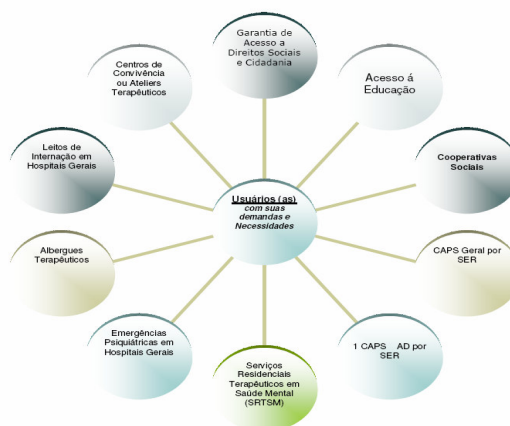 Garantia de
Acesso a
Direitos Sociais
e Cidadania
Acesso á
Educação
Cooperativas
Sociais
CAPS Geral por
SER
1 CAPS AD por
SER
Serviços
Residenciais
Terapêuticos em
Saúde Mental
(SRTSM)
Emergências
Psiquiátricas em
Hospitais Gerais
Albergues
Terapêuticos
Leitos de
Internação em
Hospitais Gerais
Centros de
Convivência
ou Ateliers
Terapêuticos
Usuários (as)
com suas
demandas e
Necessidades